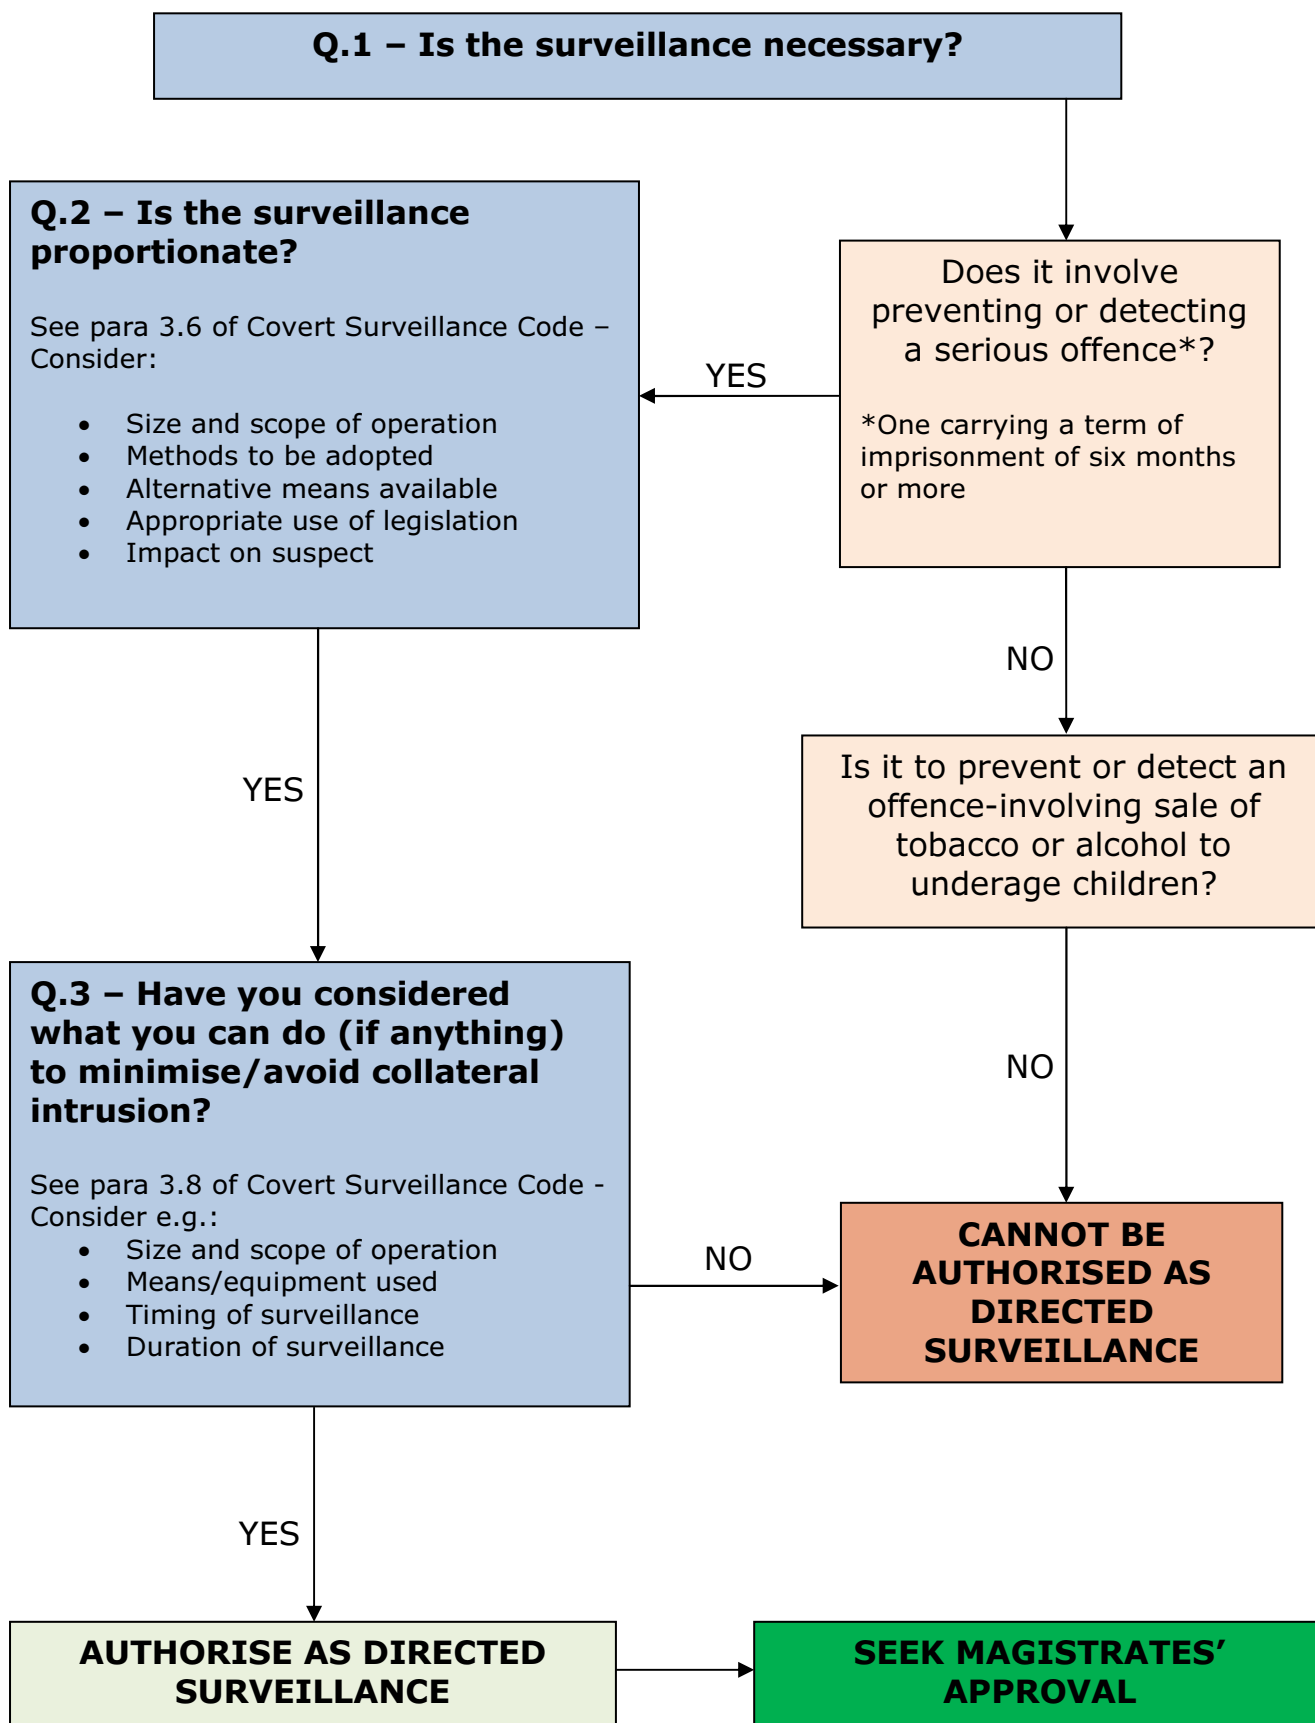 Q.1 – Is the surveillance necessary?
Q.2 – Is the surveillance
proportionate?
See para 3.6 of Covert Surveillance Code –
Consider:
• Size and scope of operation
• Methods to be adopted
• Alternative means available
• Appropriate use of legislation
• Impact on suspect
YES
Does it involve
preventing or detecting
a serious offence*?
*One carrying a term of
imprisonment of six months
or more
NO
Is it to prevent or detect an
offence-involving sale of
tobacco or alcohol to
underage children?
YES
Q.3 – Have you considered
what you can do (if anything)
to minimise/avoid collateral
intrusion?
See para 3.8 of Covert Surveillance Code -
Consider e.g.:
• Size and scope of operation
• Means/equipment used
• Timing of surveillance
• Duration of surveillance
NO
NO
CANNOT BE
AUTHORISED AS
DIRECTED
SURVEILLANCE
YES
AUTHORISE AS DIRECTED
SURVEILLANCE
SEEK MAGISTRATES’
APPROVAL